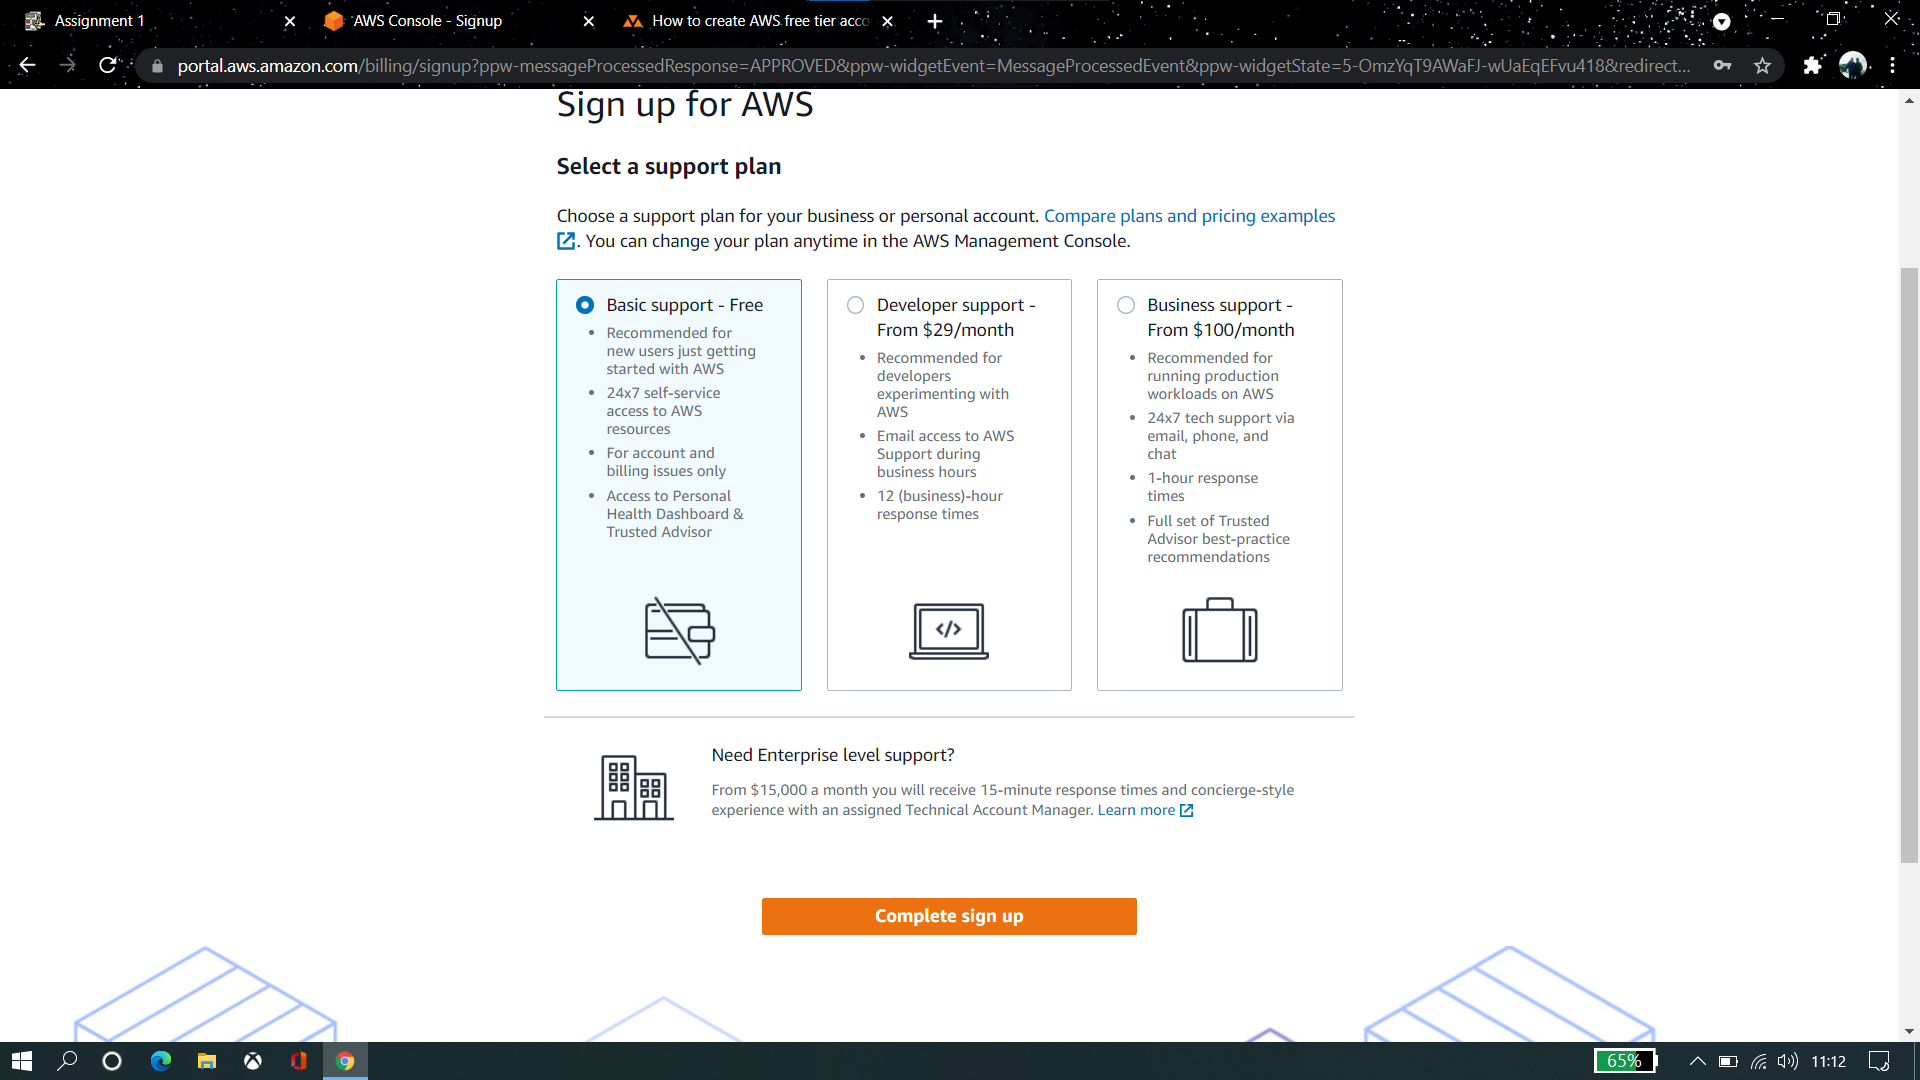 Assignment 1
AWS Console - Signup
How to create AWS free tier acco
portal.aws.amazon.com/billing/signup?ppw-messageProcessedResponse=APPROVED&ppw-widgetEvent=MessageProcessedEvent&ppw-widgetState=5-OmzYqT9AWaFJ-wUaEqEFvu418&redirect...
Sign up for AWS
Select a support plan
Choose a support plan for your business or personal account. Compare plans and pricing examples
. You can change your plan anytime in the AWS Management Console.
Basic support - Free
• Recommended for
new users just getting
started with AWS
• 24x7 self-service
access to AWS
resources
• For account and
billing issues only
• Access to Personal
Health Dashboard &
Trusted Advisor
Developer support -
From $29/month
• Recommended for
developers
experimenting with
AWS
• Email access to AWS
Support during
business hours
• 12 (business)-hour
response times
</>
Business support -
From $100/month
• Recommended for
running production
workloads on AWS
• 24x7 tech support via
email, phone, and
chat
• 1-hour response
times
• Full set of Trusted
Advisor best-practice
recommendations
Need Enterprise level support?
From $15,000 a month you will receive 15-minute response times and concierge-style
experience with an assigned Technical Account Manager. Learn more
Complete sign up
65%
11:12